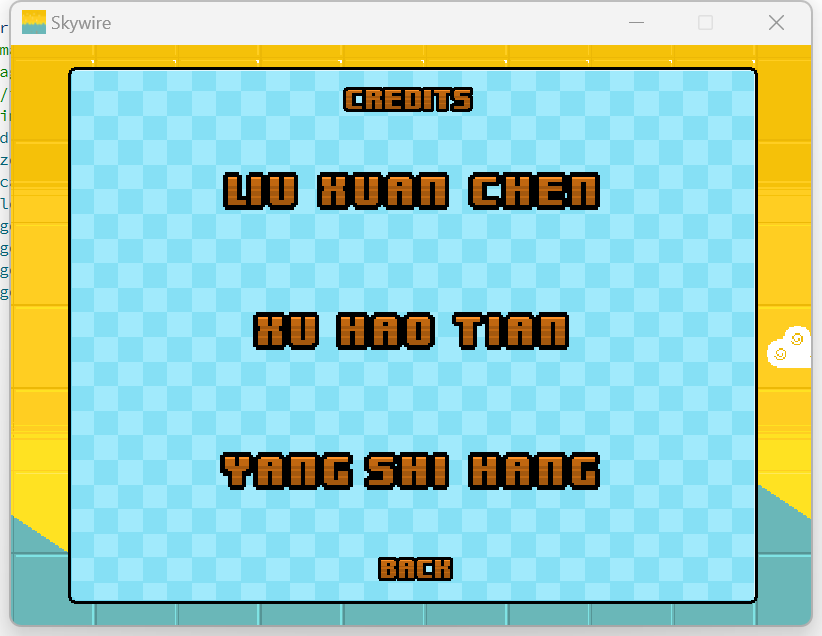 Skywire
CREDITS
LIU XUAN CHEN
XU HAO TIAN
YANG SHI HANG
BACK